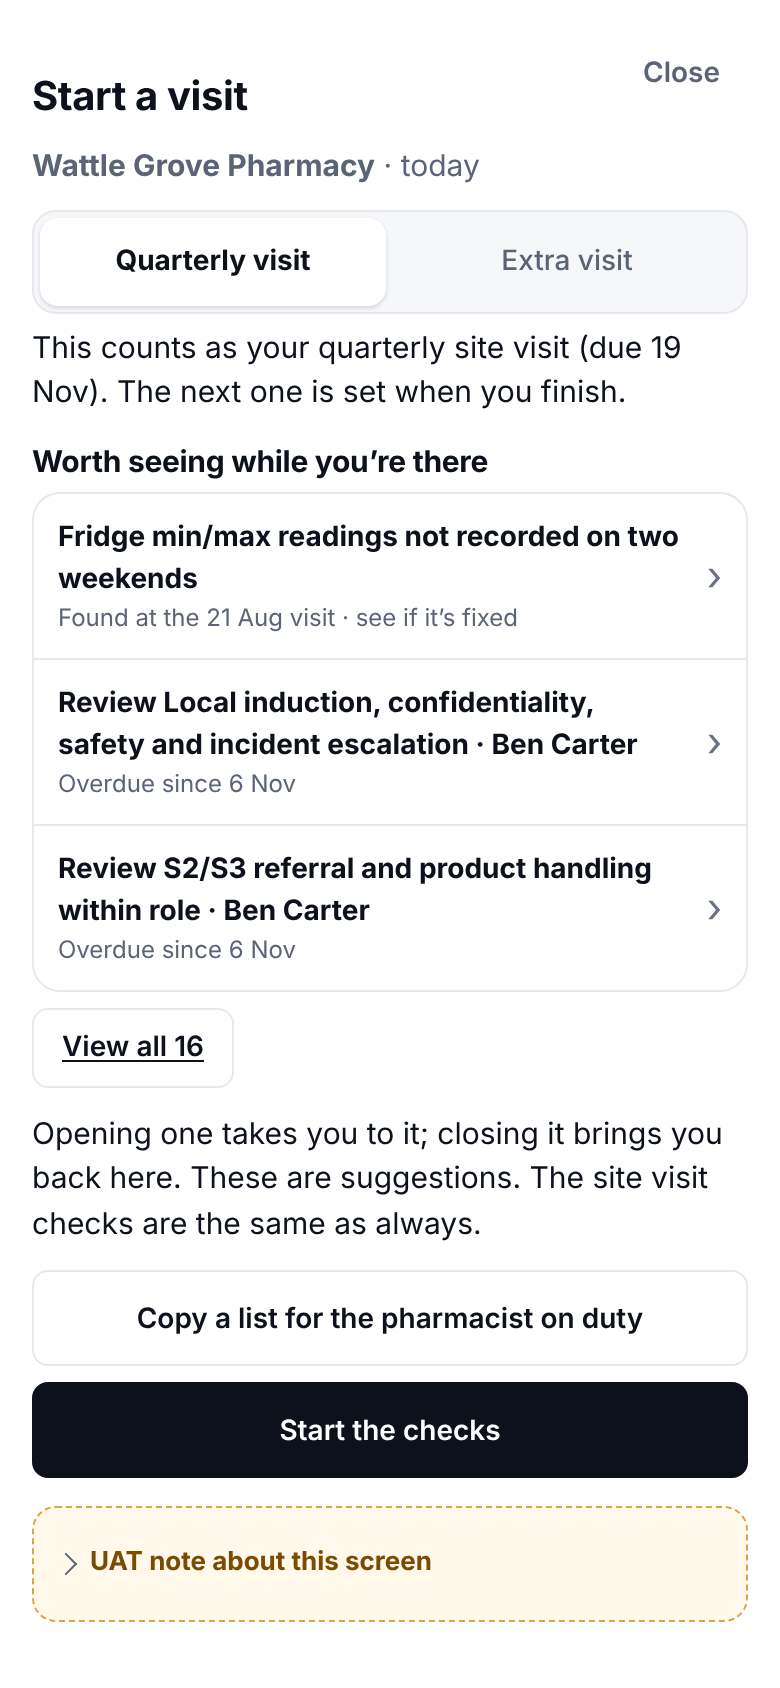 Close
Start a visit
Wattle Grove Pharmacy · today
Quarterly visit
Extra visit
This counts as your quarterly site visit (due 19
Nov). The next one is set when you finish.
Worth seeing while you’re there
Fridge min/max readings not recorded on two
weekends
Found at the 21 Aug visit · see if it’s fixed
Review Local induction, confidentiality,
safety and incident escalation · Ben Carter
Overdue since 6 Nov
Review S2/S3 referral and product handling
within role · Ben Carter
Overdue since 6 Nov
View all 16
Opening one takes you to it; closing it brings you
back here. These are suggestions. The site visit
checks are the same as always.
Copy a list for the pharmacist on duty
Start the checks
UAT note about this screen